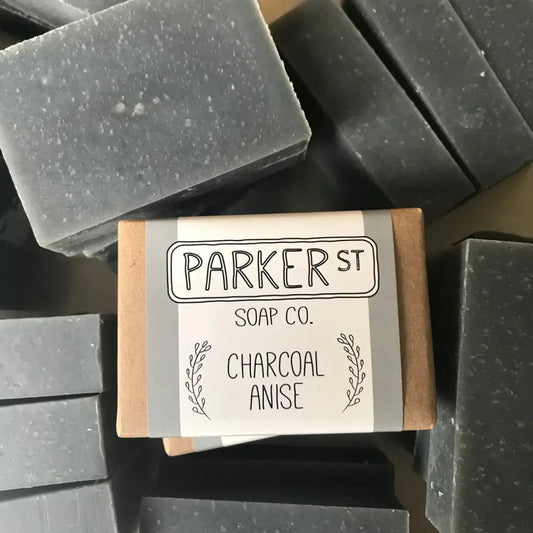 PARKER ST
SOAP CO.
CHARCOAL
ANISE